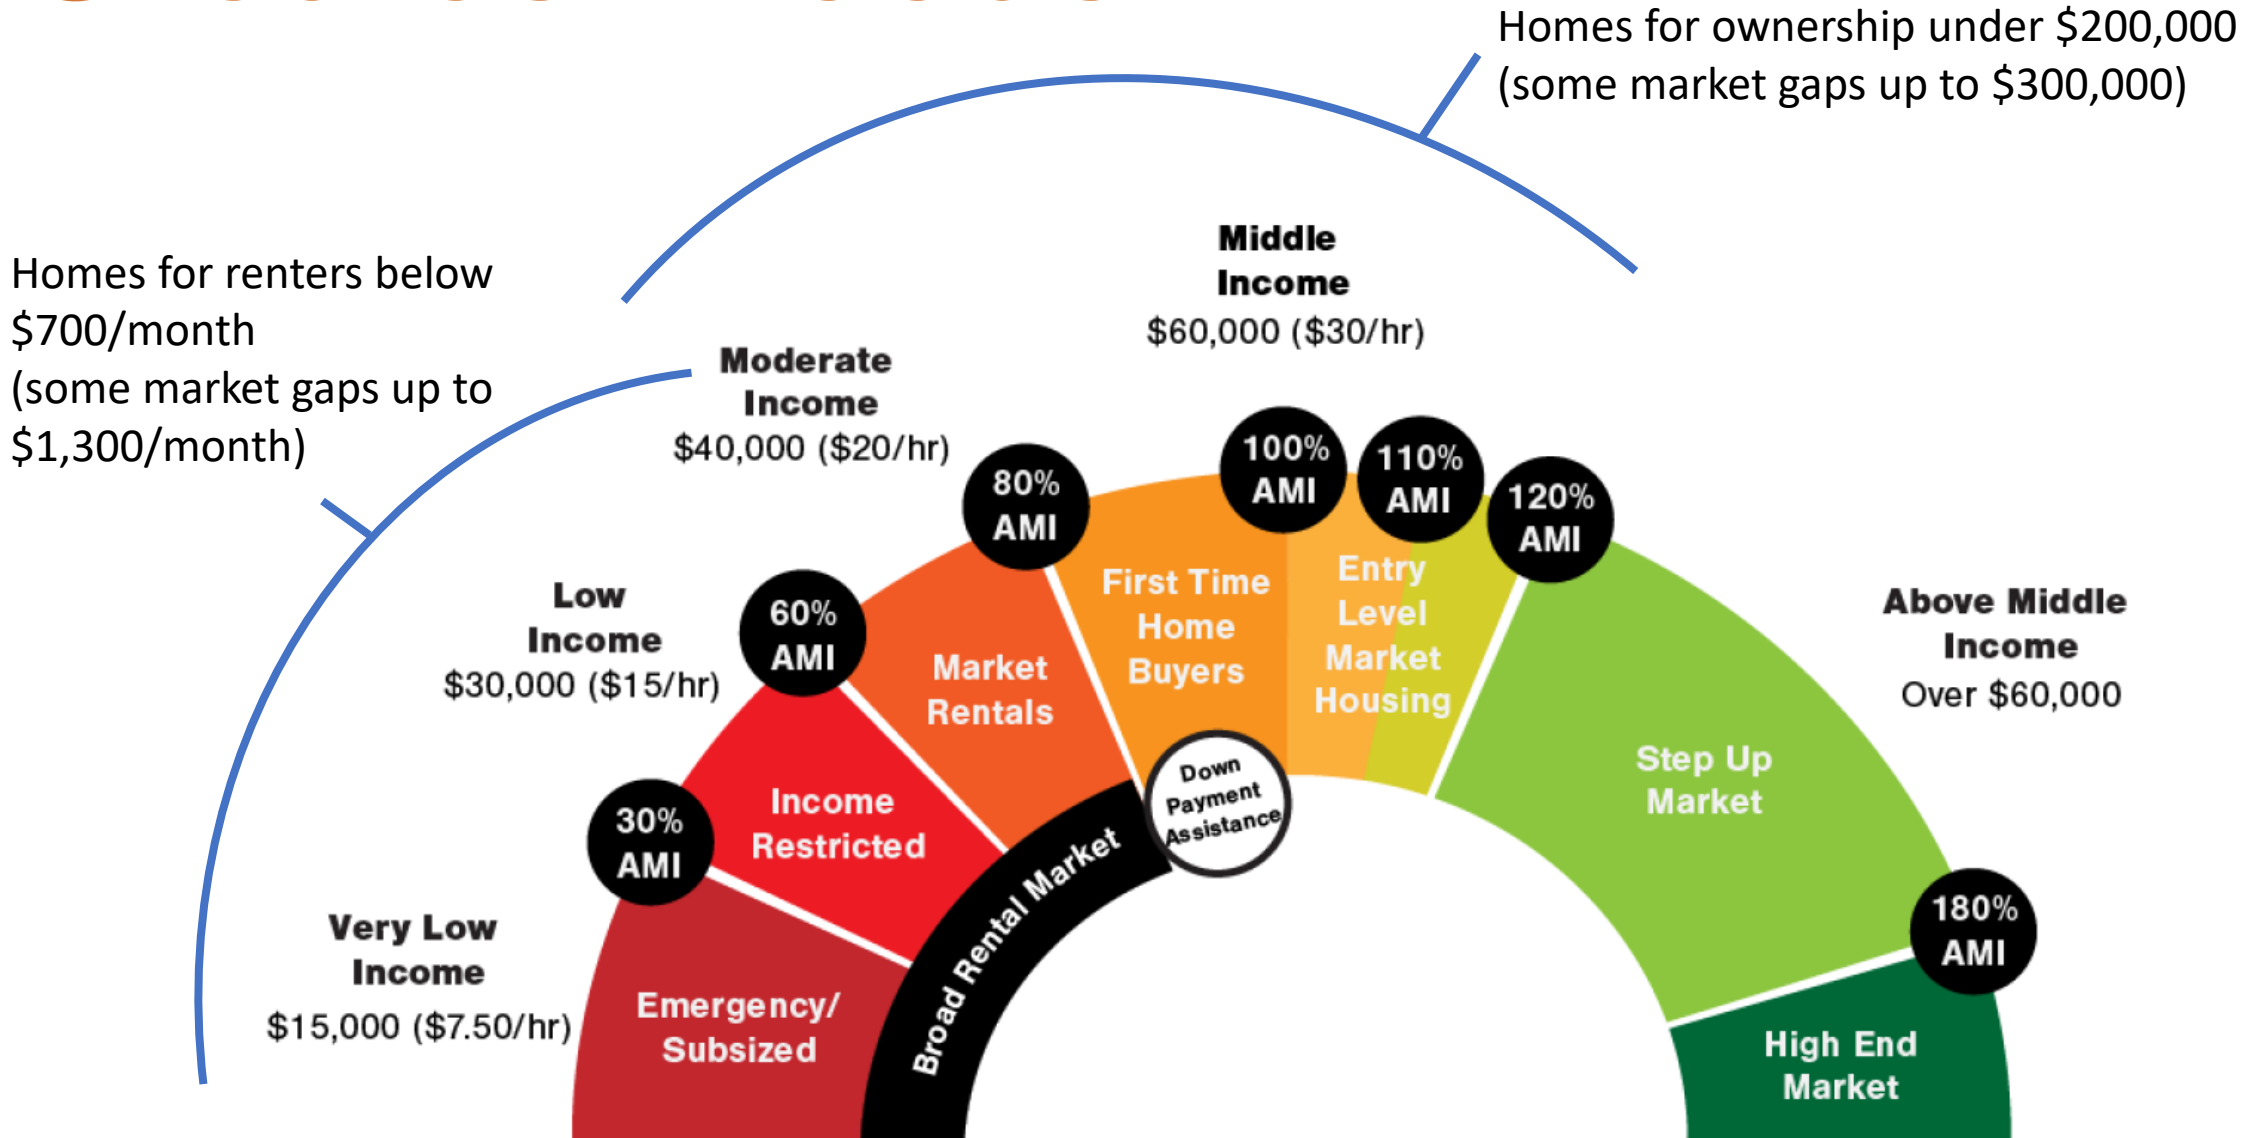 Homes for ownership under $200,000
(some market gaps up to $300,000)
Homes for renters below
$700/month
(some market gaps up to
$1,300/month)
Middle
Income
$60,000 ($30/hr)
Moderate
Income
$40,000 ($20/hr)
Low
Income
$30,000 ($15/hr)
Very Low
Income
$15,000 ($7.50/hr)
Above Middle
Income
Over $60,000
30%
AMI
60%
AMI
80%
AMI
100%
AMI
110%
AMI
120%
AMI
180%
AMI
Emergency/
Subsized
Income
Restricted
Market
Rentals
First Time
Home
Buyers
Entry
Level
Market
Housing
Step Up
Market
High End
Market
Broad Rental Market
Down
Payment
Assistance